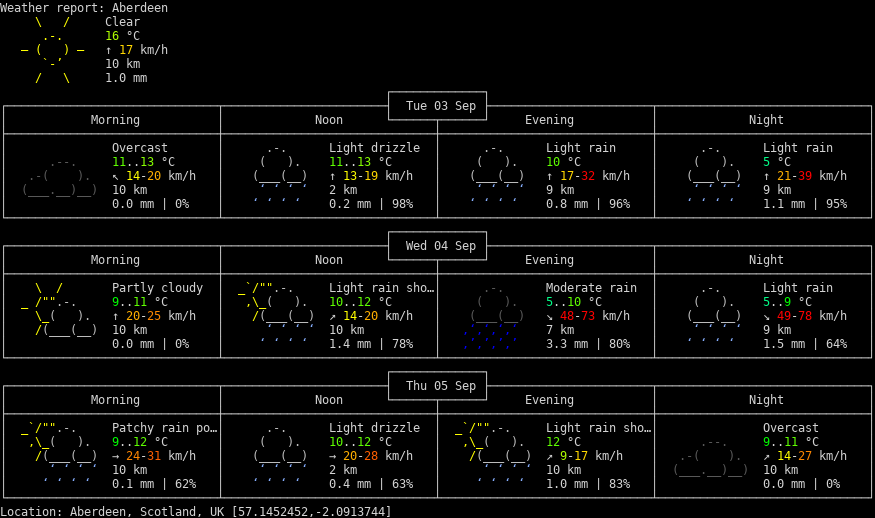 Weather report: Aberdeen
Clear
16 °C
↑ 17 km/h
10 km
1.0 mm
Tue 03 Sep
Morning Noon Evening Night
Overcast Light drizzle Light rain Light rain
11..13 °C 11..13 °C 10 °C 5 °C
↖ 14-20 km/h ↑ 13-19 km/h ↑ 17-32 km/h ↑ 21-39 km/h
10 km 2 km 9 km 9 km
0.0 mm | 0% 0.2 mm | 98% 0.8 mm | 96% 1.1 mm | 95%
Wed 04 Sep
Morning Noon Evening Night
Partly cloudy Light rain sho… Moderate rain Light rain
9..11 °C 10..12 °C 5..10 °C 5..9 °C
↑ 20-25 km/h ↗ 14-20 km/h ↘ 48-73 km/h ↘ 49-78 km/h
10 km 10 km 7 km 9 km
0.0 mm | 0% 1.4 mm | 78% 3.3 mm | 80% 1.5 mm | 64%
Thu 05 Sep
Morning Noon Evening Night
Patchy rain po… Light drizzle Light rain sho… Overcast
9..12 °C 10..12 °C 12 °C 9..11 °C
→ 24-31 km/h → 20-28 km/h ↗ 9-17 km/h ↗ 14-27 km/h
10 km 2 km 10 km 10 km
0.1 mm | 62% 0.4 mm | 63% 1.0 mm | 83% 0.0 mm | 0%
Location: Aberdeen, Scotland, UK [57.1452452,-2.0913744]